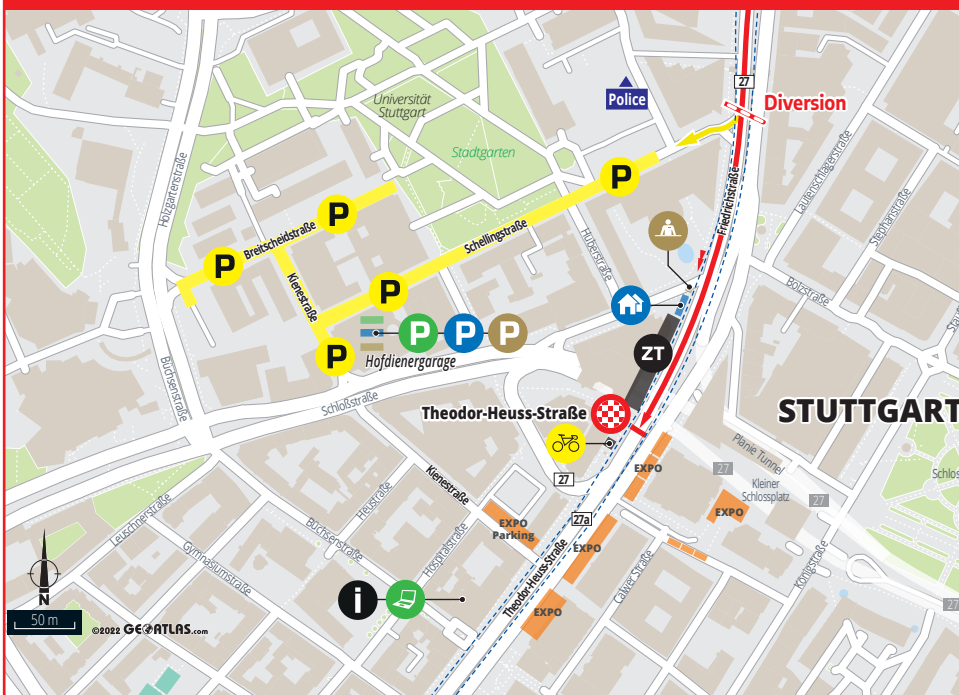 27
Diversion
Police
Universität
Stuttgart
Stadtgarten
Holzgartenstraße
Lautenschlagerstraße
Stephanstraße
Friedrichstraße
P
P
Breitscheidstraße
P
Schellingstraße
Huberstraße
Kienestraße
P
Bolzstraße
P
P
P
P
Hofdienergarage
ZT
Büchsenstraße
Schloßstraße
Theodor-Heuss-Straße
STUTTGART
27
EXPO
Planie Tunnel
27
Kleiner
Schlossplatz
27
Schlos
Kienestraße
Heustraße
Leuschnerstraße
Büchsenstraße
Gymnasiumstraße
Hospitalstraße
EXPO
Parking
27a
EXPO
EXPO
Theodor-Heuss-Straße
Calwer Straße
Königstraße
EXPO
i
27
N
50 m
©2022 GEOATLAS.com